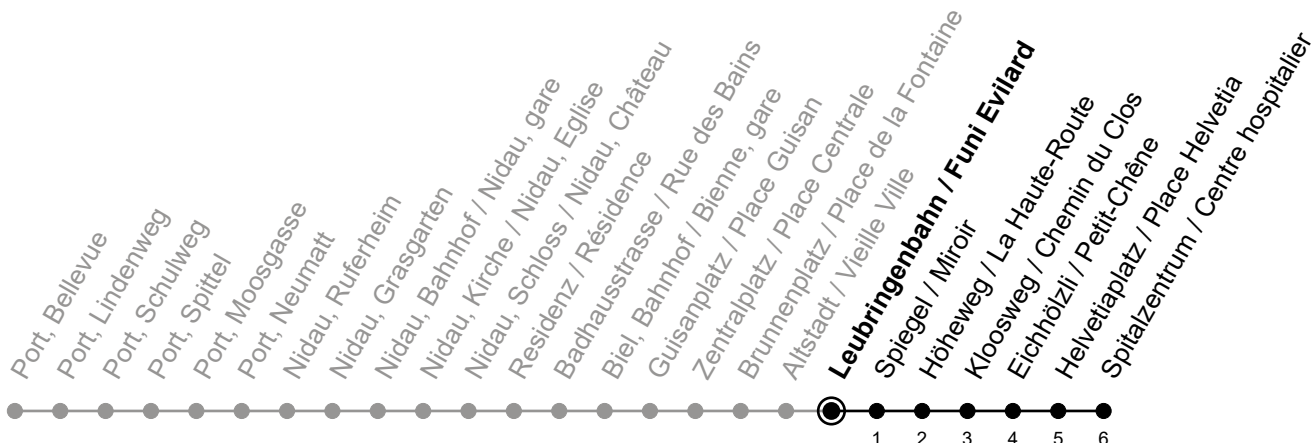 Port, Bellevue
Port, Lindenweg
Port, Schulweg
Port, Spittel
Port, Moosgasse
Port, Neumatt
Nidau, Ruferheim
Nidau, Grasgarten
Nidau, Bahnhof / Nidau, gare
Nidau, Kirche / Nidau, Eglise
Nidau, Schloss / Nidau, Château
Residenz / Résidence
Badhausstrasse / Rue des Bains
Biel, Bahnhof / Bienne, gare
Guisanplatz / Place Guisan
Zentralplatz / Place Centrale
Brunnenplatz / Place de la Fontaine
Altstadt / Vieille Ville
Leubringenbahn / Funi Evilard
Spiegel / Miroir
Höheweg / La Haute-Route
Kloosweg / Chemin du Clos
Eichhölzli / Petit-Chêne
Helvetiaplatz / Place Helvetia
Spitalzentrum / Centre hospitalier
1 2 3 4 5 6